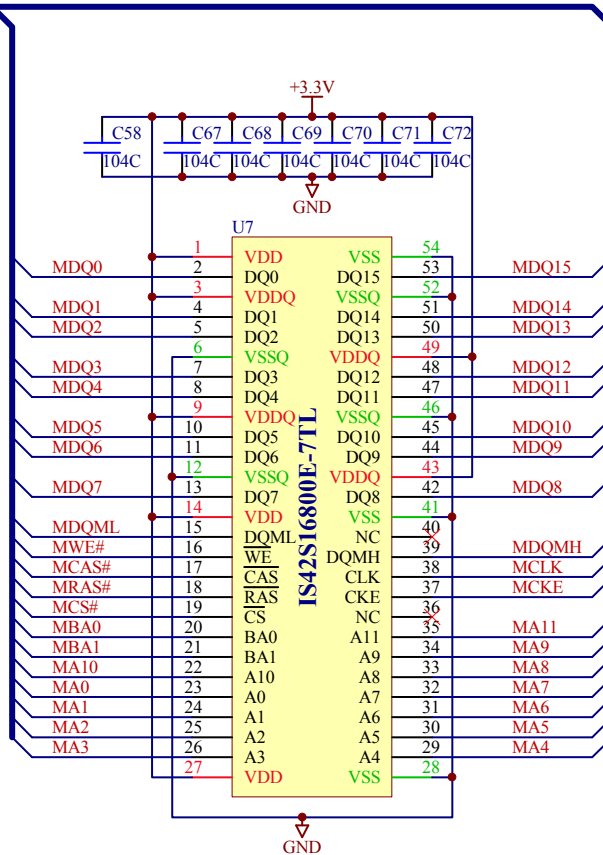 +3.3V
C58 C67 C68 C69 C70 C71 C72
104C 104C 104C 104C 104C 104C 104C
GND
U7
1 VDD VSS 54
MDQ0 2 DQ0 DQ15 53 MDQ15
3 VDDQ VSSQ 52
MDQ1 4 DQ1 DQ14 51 MDQ14
MDQ2 5 DQ2 DQ13 50 MDQ13
6 VSSQ VDDQ 49
MDQ3 7 DQ3 DQ12 48 MDQ12
MDQ4 8 DQ4 DQ11 47 MDQ11
9 VDDQ VSSQ 46
MDQ5 10 DQ5 DQ10 45 MDQ10
MDQ6 11 DQ6 DQ9 44 MDQ9
12 VSSQ VDDQ 43
MDQ7 13 DQ7 DQ8 42 MDQ8
14 VDD VSS 41
MDQML 15 DQML NC 40
MWE# 16 WE DQMH 39 MDQMH
MCAS# 17 CAS CLK 38 MCLK
MRAS# 18 RAS CKE 37 MCKE
MCS# 19 CS NC 36
MBA0 20 BA0 A11 35 MA11
MBA1 21 BA1 A9 34 MA9
MA10 22 A10 A8 33 MA8
MA0 23 A0 A7 32 MA7
MA1 24 A1 A6 31 MA6
MA2 25 A2 A5 30 MA5
MA3 26 A3 A4 29 MA4
27 VDD VSS 28
IS42S16800E-7TL
GND